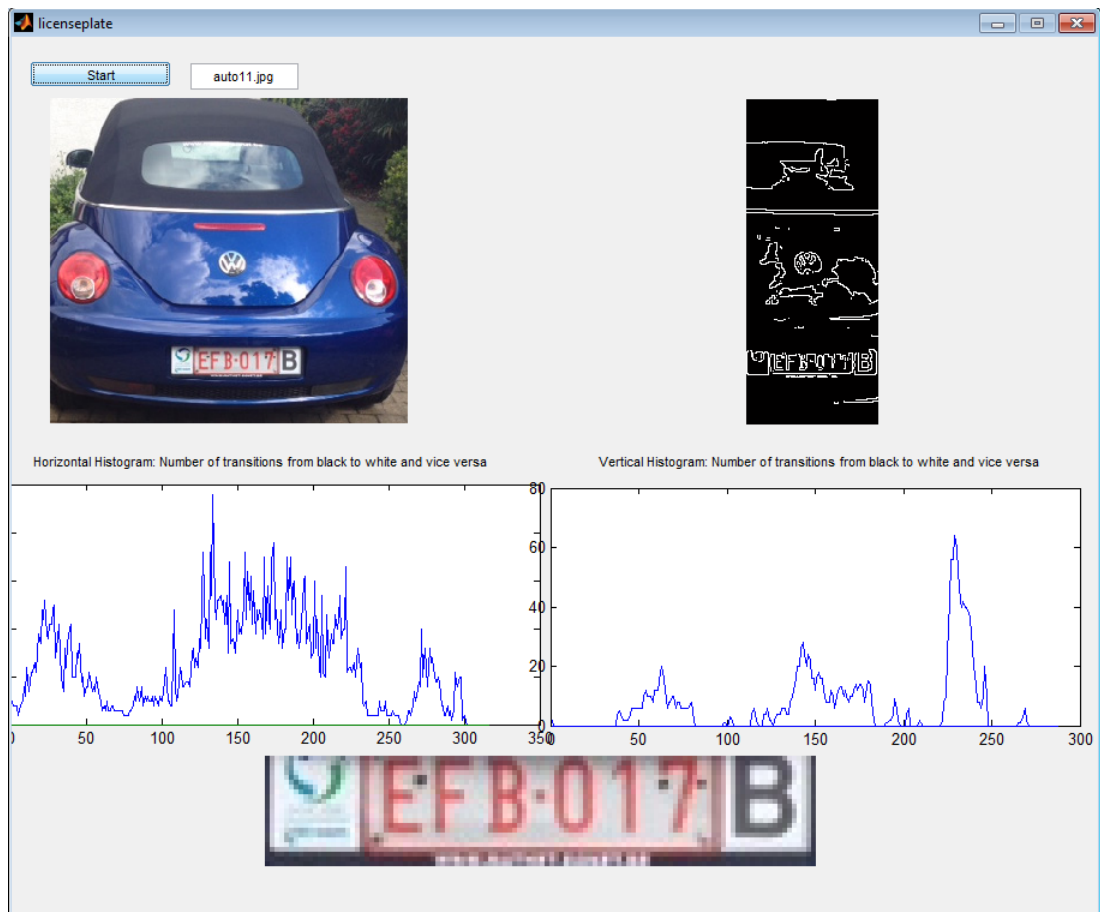 licenseplate
Start
auto11.jpg
EFB·017 B
EFB·017 B
Horizontal Histogram: Number of transitions from black to white and vice versa
Vertical Histogram: Number of transitions from black to white and vice versa
80
60
40
20
0
0 50 100 150 200 250 300 350
0 50 100 150 200 250 300
EFB·017 B